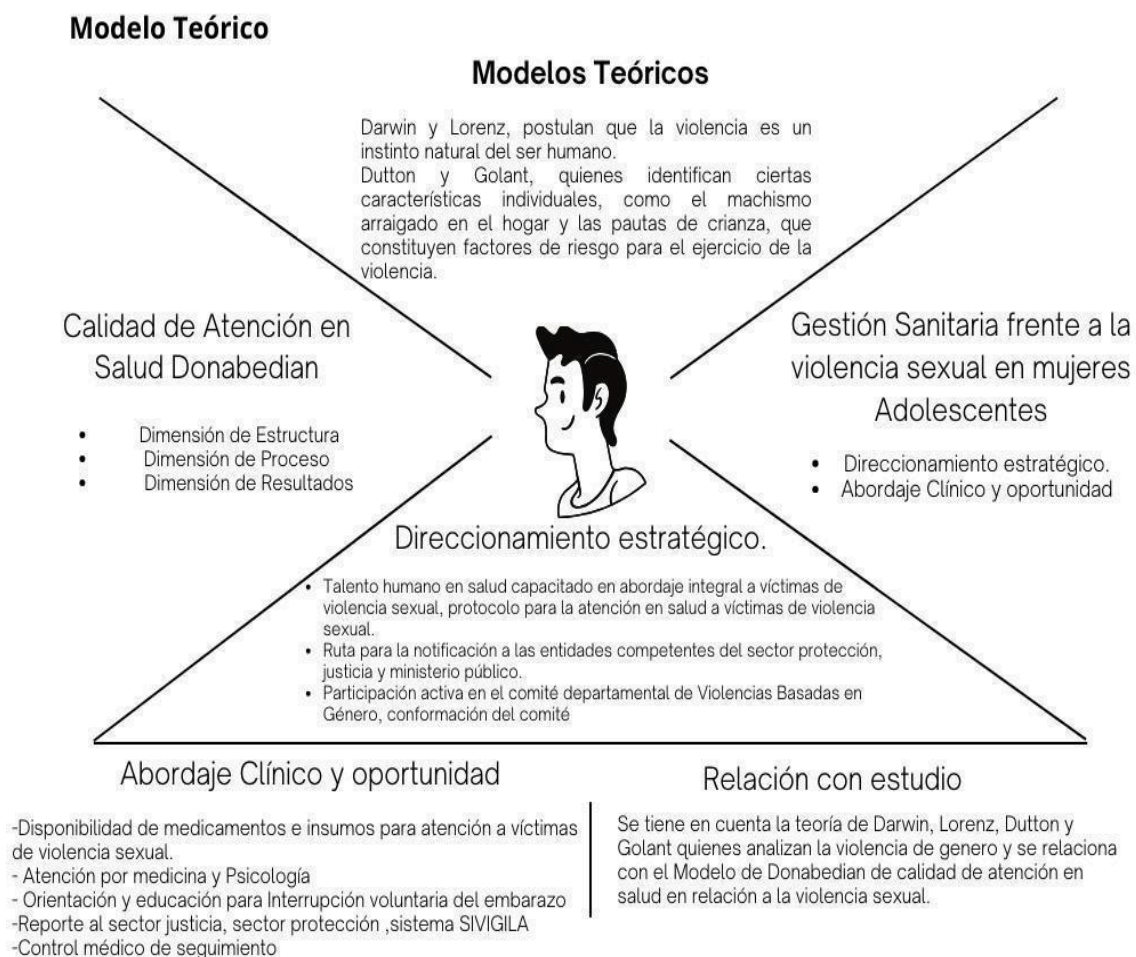 Modelo Teórico
Modelos Teóricos
Darwin y Lorenz, postulan que la violencia es un
instinto natural del ser humano.
Dutton y Golant, quienes identifican ciertas
características individuales, como el machismo
arraigado en el hogar y las pautas de crianza, que
constituyen factores de riesgo para el ejercicio de la
violencia.
Calidad de Atención en
Salud Donabedian
• Dimensión de Estructura
• Dimensión de Proceso
• Dimensión de Resultados
Gestión Sanitaria frente a la
violencia sexual en mujeres
Adolescentes
• Direccionamiento estratégico.
• Abordaje Clínico y oportunidad
Direccionamiento estratégico.
• Talento humano en salud capacitado en abordaje integral a víctimas de
violencia sexual, protocolo para la atención en salud a víctimas de violencia
sexual.
• Ruta para la notificación a las entidades competentes del sector protección,
justicia y ministerio público.
• Participación activa en el comité departamental de Violencias Basadas en
Género, conformación del comité
Abordaje Clínico y oportunidad
-Disponibilidad de medicamentos e insumos para atención a víctimas
de violencia sexual.
- Atención por medicina y Psicología
- Orientación y educación para Interrupción voluntaria del embarazo
-Reporte al sector justicia, sector protección ,sistema SIVIGILA
-Control médico de seguimiento
Relación con estudio
Se tiene en cuenta la teoría de Darwin, Lorenz, Dutton y
Golant quienes analizan la violencia de genero y se relaciona
con el Modelo de Donabedian de calidad de atención en
salud en relación a la violencia sexual.